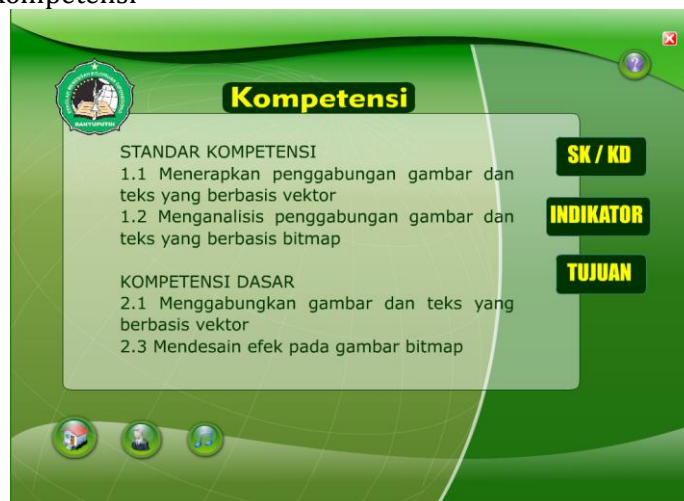 Kompetensi
Kompetensi
STANDAR KOMPETENSI
1.1 Menerapkan penggabungan gambar dan
teks yang berbasis vektor
1.2 Menganalisis penggabungan gambar dan
teks yang berbasis bitmap
KOMPETENSI DASAR
2.1 Menggabungkan gambar dan teks yang
berbasis vektor
2.3 Mendesain efek pada gambar bitmap
SK / KD
INDIKATOR
TUJUAN
BANYUPUTIH